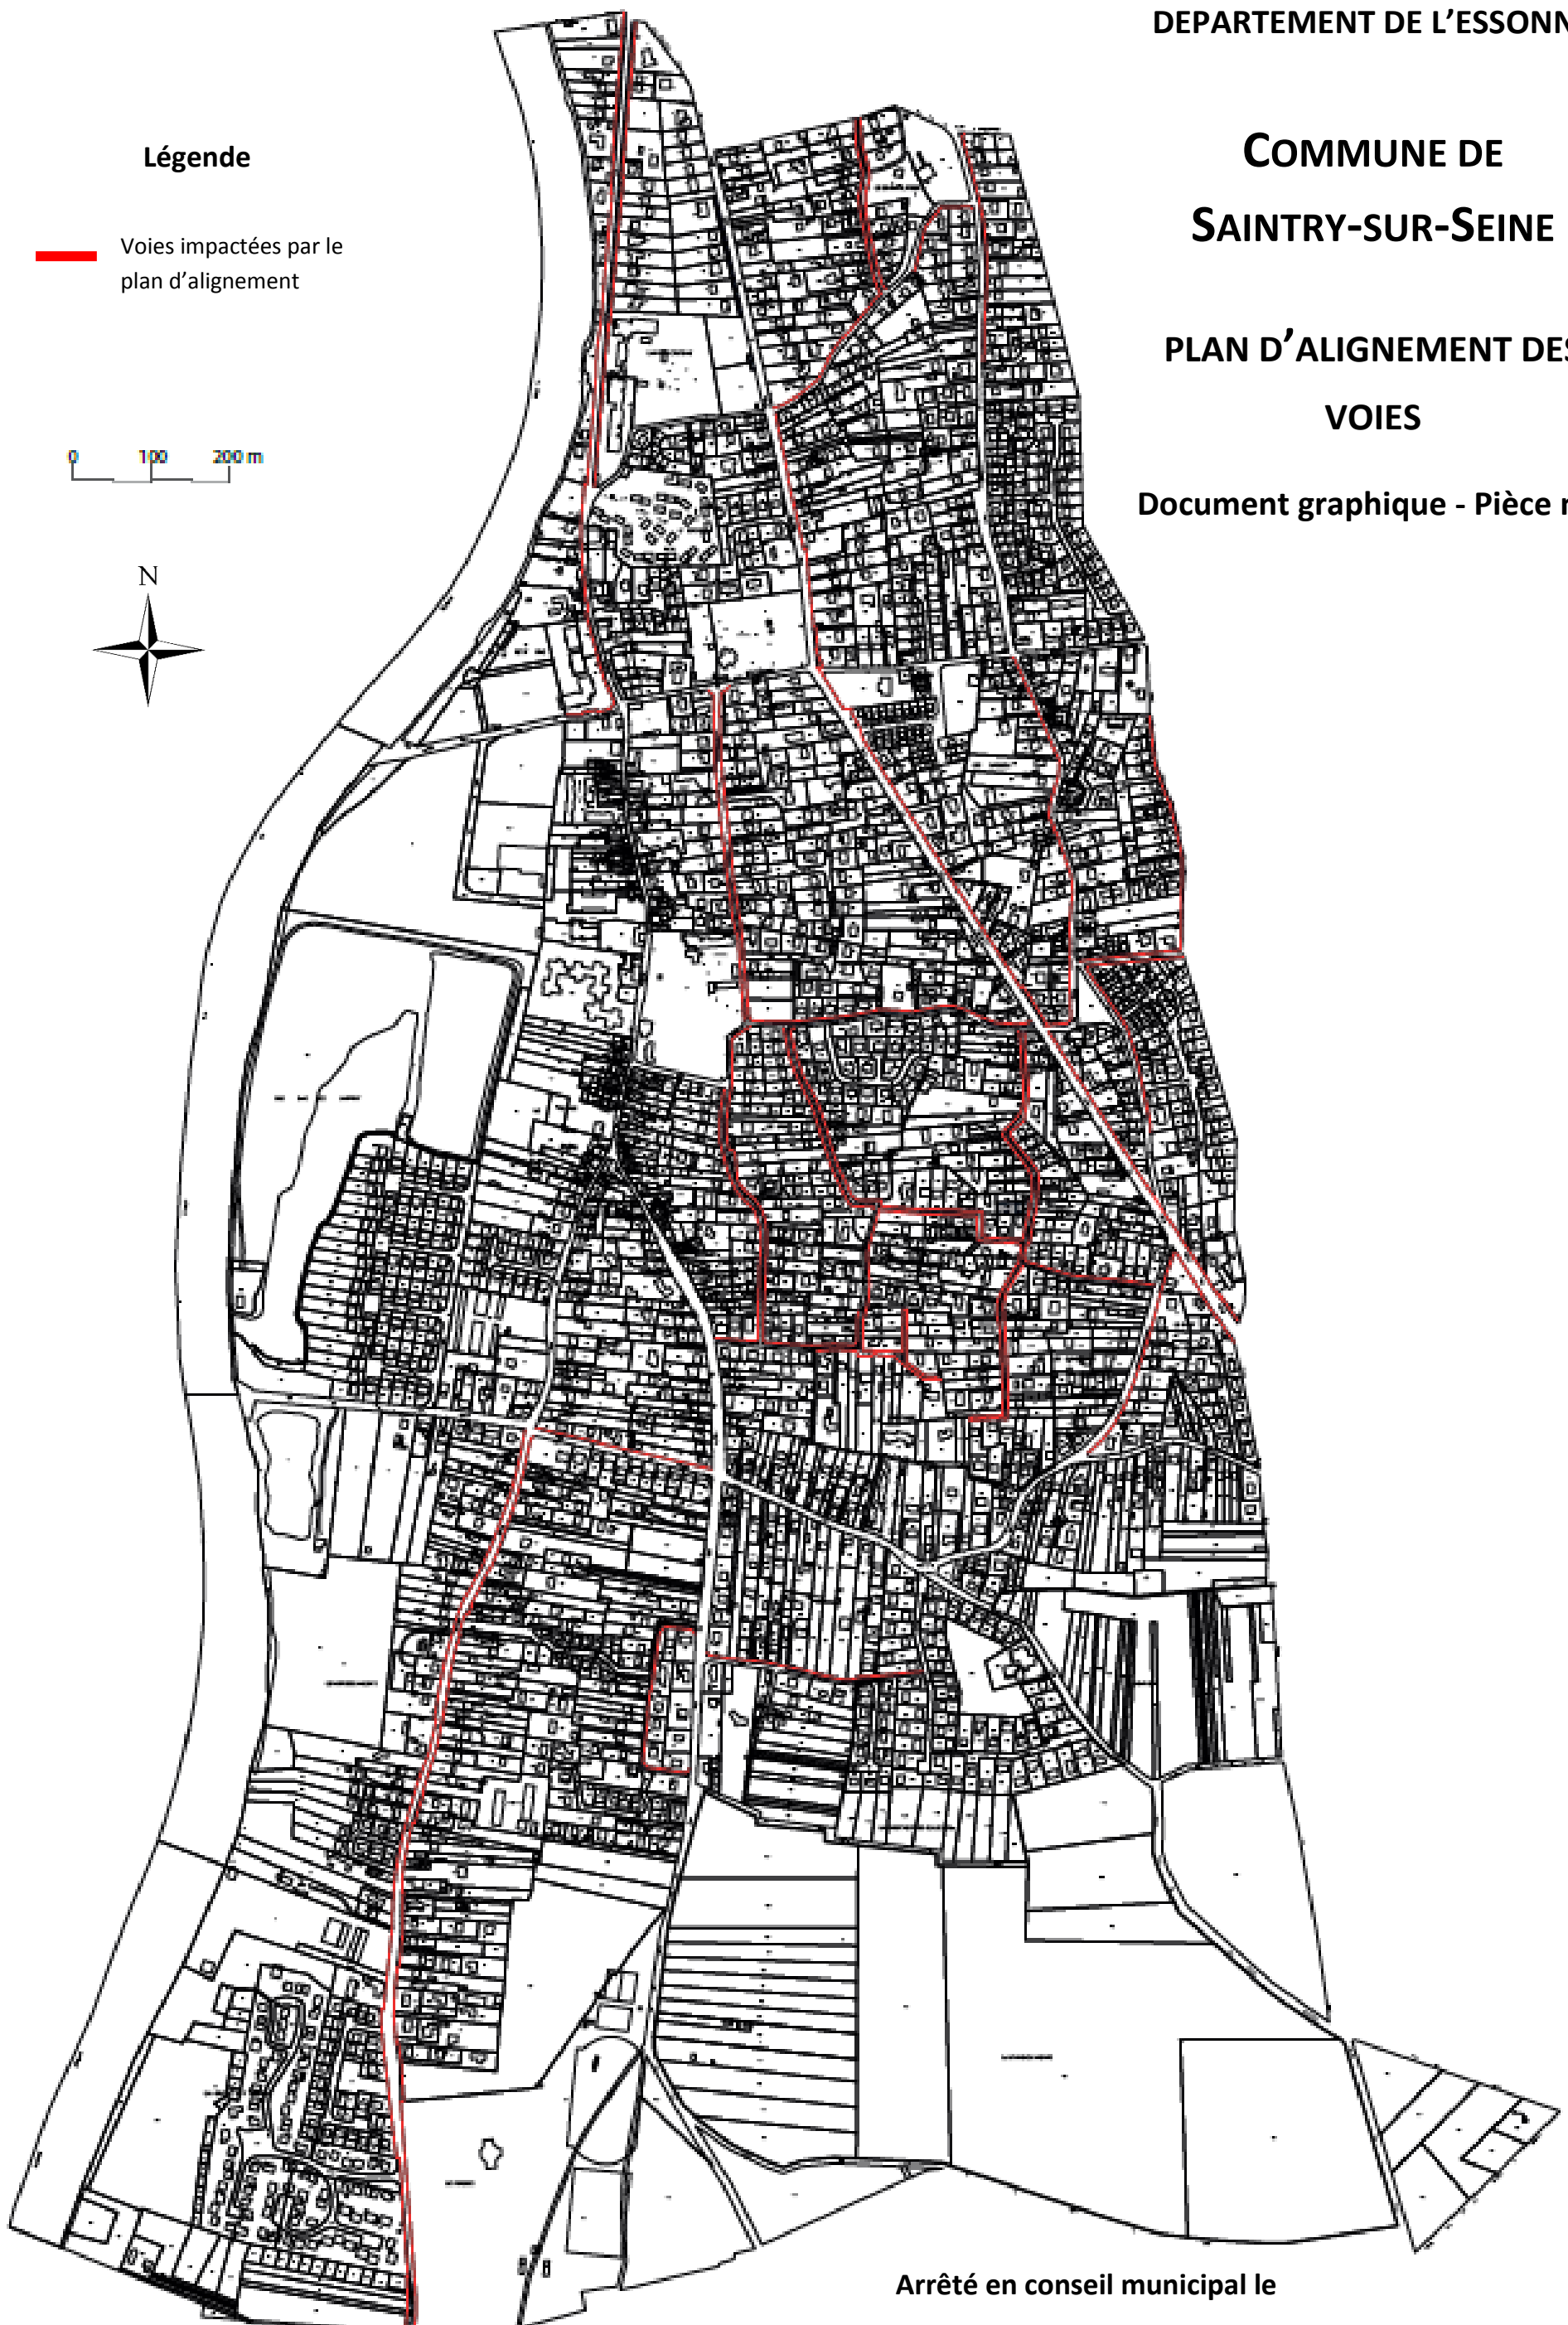 DEPARTEMENT DE L'ESSONN
Légende
COMMUNE DE
SAINTRY-SUR-SEINE
Voies impactées par le
plan d'alignement
PLAN D'ALIGNEMENT DES
VOIES
0 100 200 m
Document graphique - Pièce
N
Arrêté en conseil municipal le